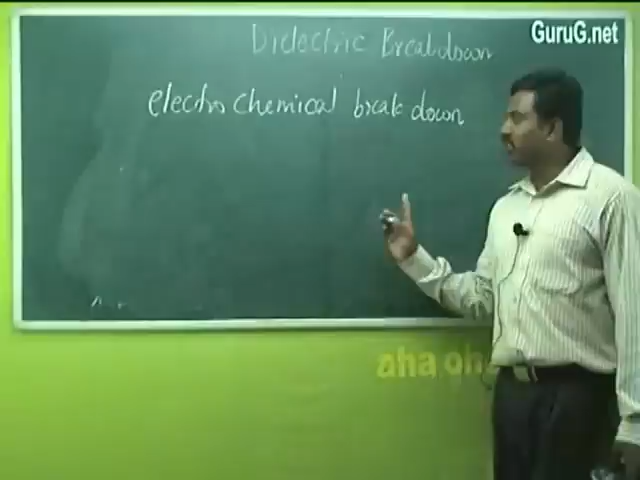 GuruG.net
Dielectric Breakdown
electro chemical break down
aha oh